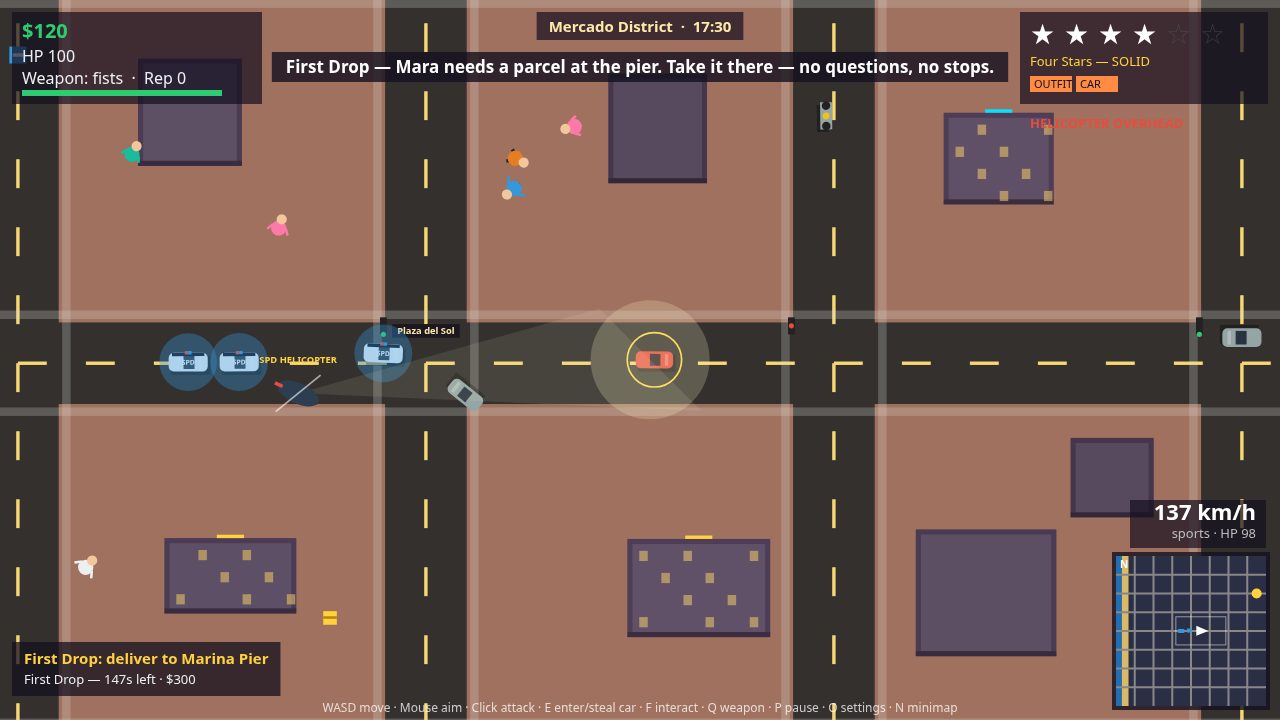 $120
HP 100
Weapon: fists · Rep 0
Mercado District · 17:30
First Drop — Mara needs a parcel at the pier. Take it there — no questions, no stops.
★ ★ ★ ★ ☆ ☆
Four Stars — SOLID
OUTFIT CAR
HELICOPTER OVERHEAD
Plaza del Sol
SPD HELICOPTER
SPD
SPD
SPD
137 km/h
sports · HP 98
N
First Drop: deliver to Marina Pier
First Drop — 147s left · $300
WASD move · Mouse aim · Click attack · E enter/steal car · F interact · Q weapon · P pause · O settings · N minimap